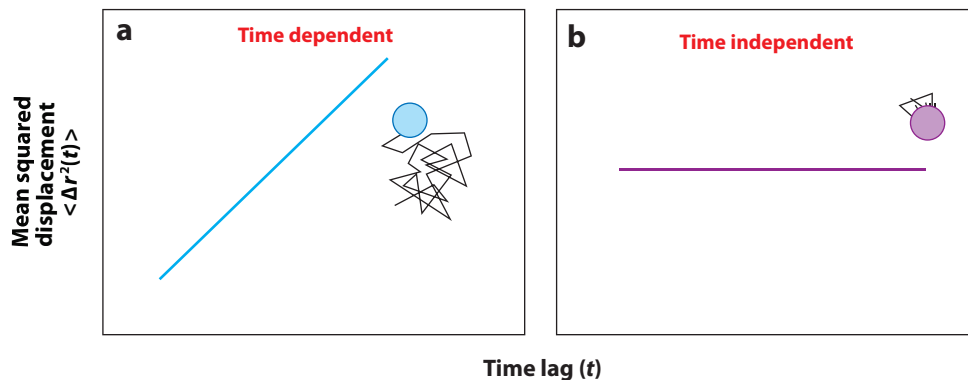 a
Time dependent
b
Time independent
Mean squared
displacement
<Δr²(t)>
Time lag (t)